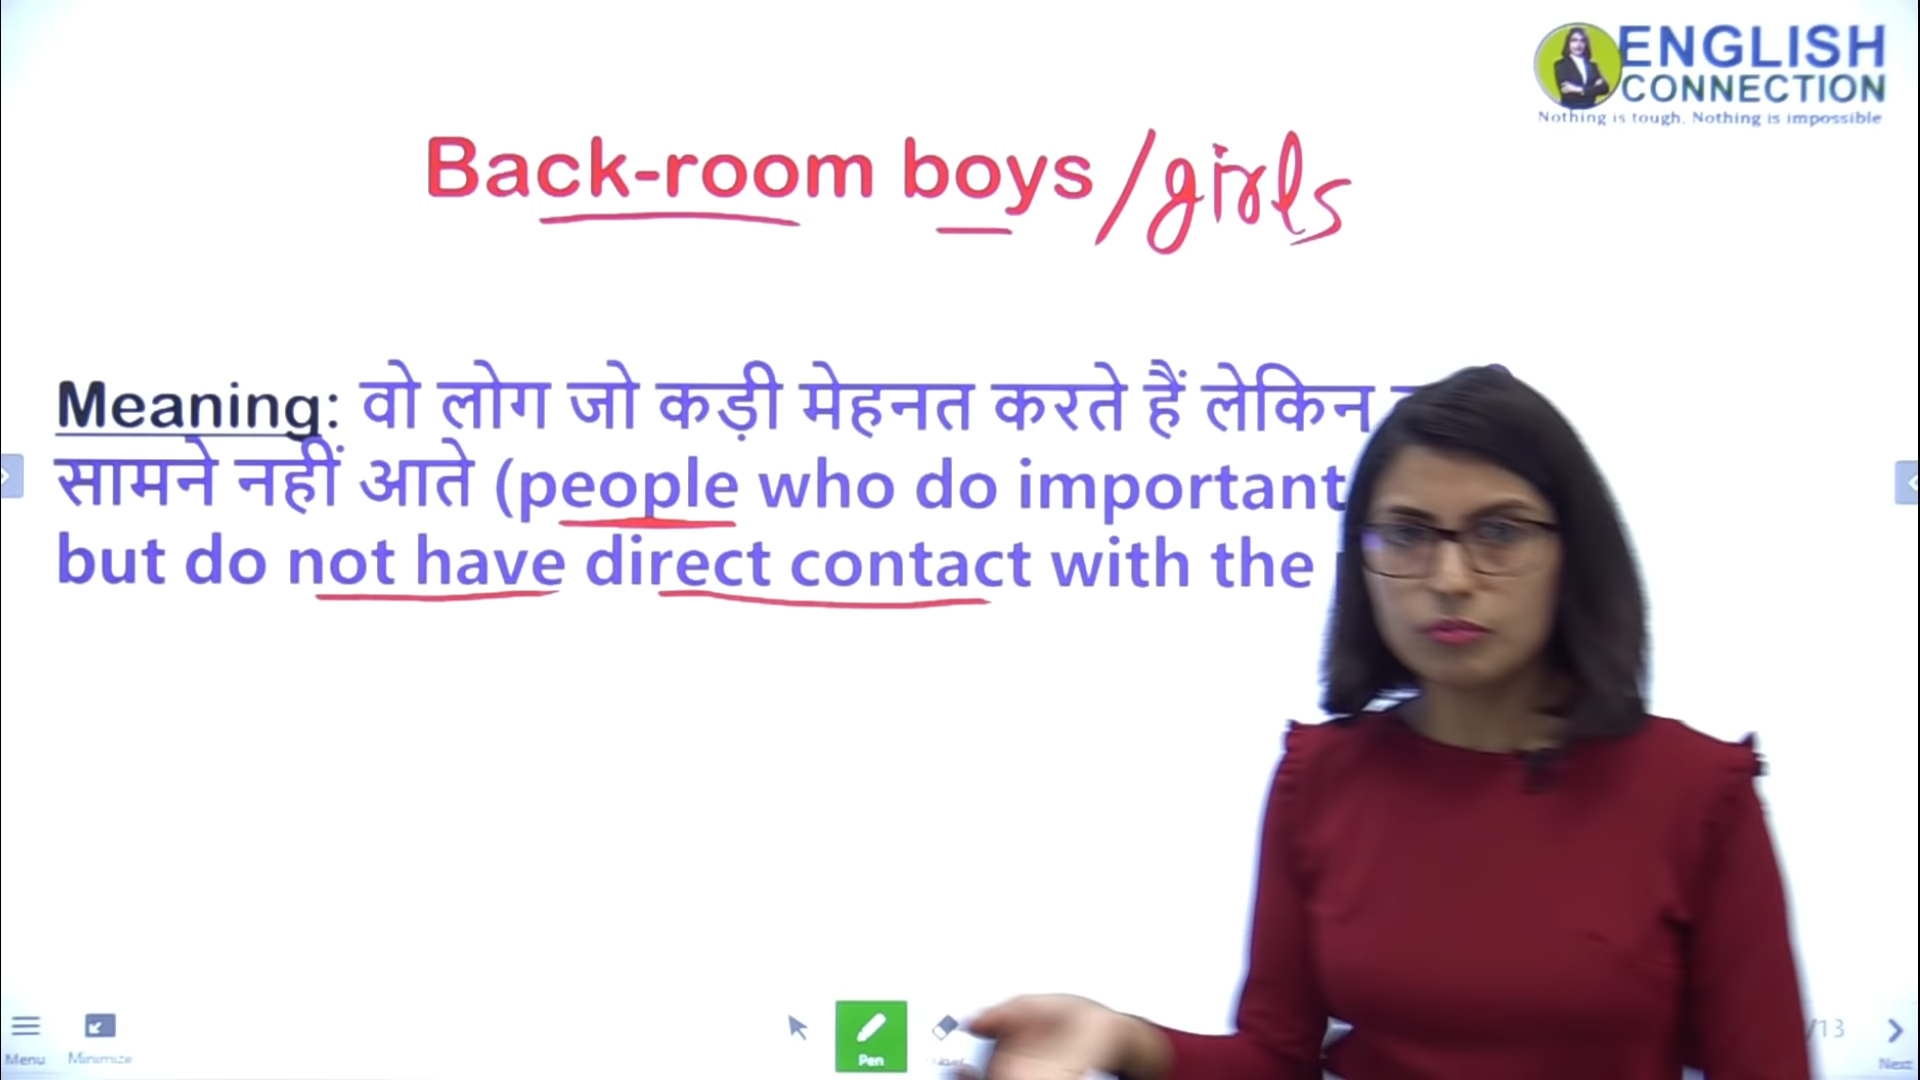 ENGLISH
CONNECTION
Nothing is tough, Nothing is impossible
Back-room boys/girls
Meaning: वो लोग जो कड़ी मेहनत करते हैं लेकिन
सामने नहीं आते (people who do important
but do not have direct contact with the
/13
Menu
Minimize
Pen
Next